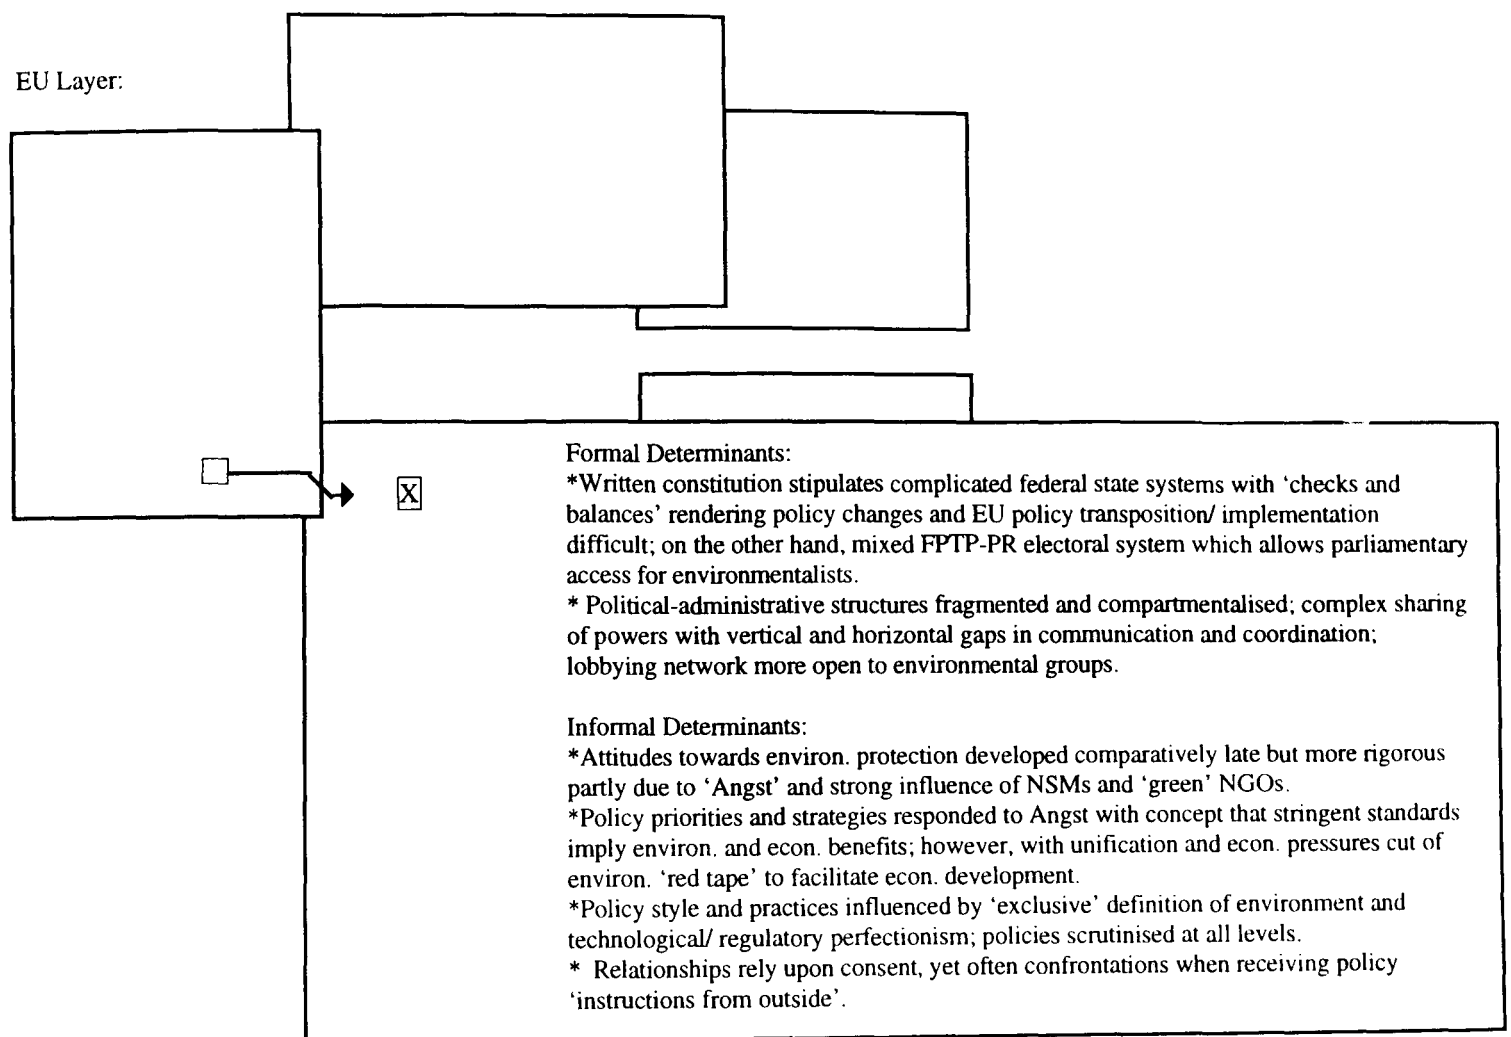 EU Layer:
X
Formal Determinants:
*Written constitution stipulates complicated federal state systems with ‘checks and
balances’ rendering policy changes and EU policy transposition/ implementation
difficult; on the other hand, mixed FPTP-PR electoral system which allows parliamentary
access for environmentalists.
* Political-administrative structures fragmented and compartmentalised; complex sharing
of powers with vertical and horizontal gaps in communication and coordination;
lobbying network more open to environmental groups.
Informal Determinants:
*Attitudes towards environ. protection developed comparatively late but more rigorous
partly due to ‘Angst’ and strong influence of NSMs and ‘green’ NGOs.
*Policy priorities and strategies responded to Angst with concept that stringent standards
imply environ. and econ. benefits; however, with unification and econ. pressures cut of
environ. ‘red tape’ to facilitate econ. development.
*Policy style and practices influenced by ‘exclusive’ definition of environment and
technological/ regulatory perfectionism; policies scrutinised at all levels.
* Relationships rely upon consent, yet often confrontations when receiving policy
‘instructions from outside’.